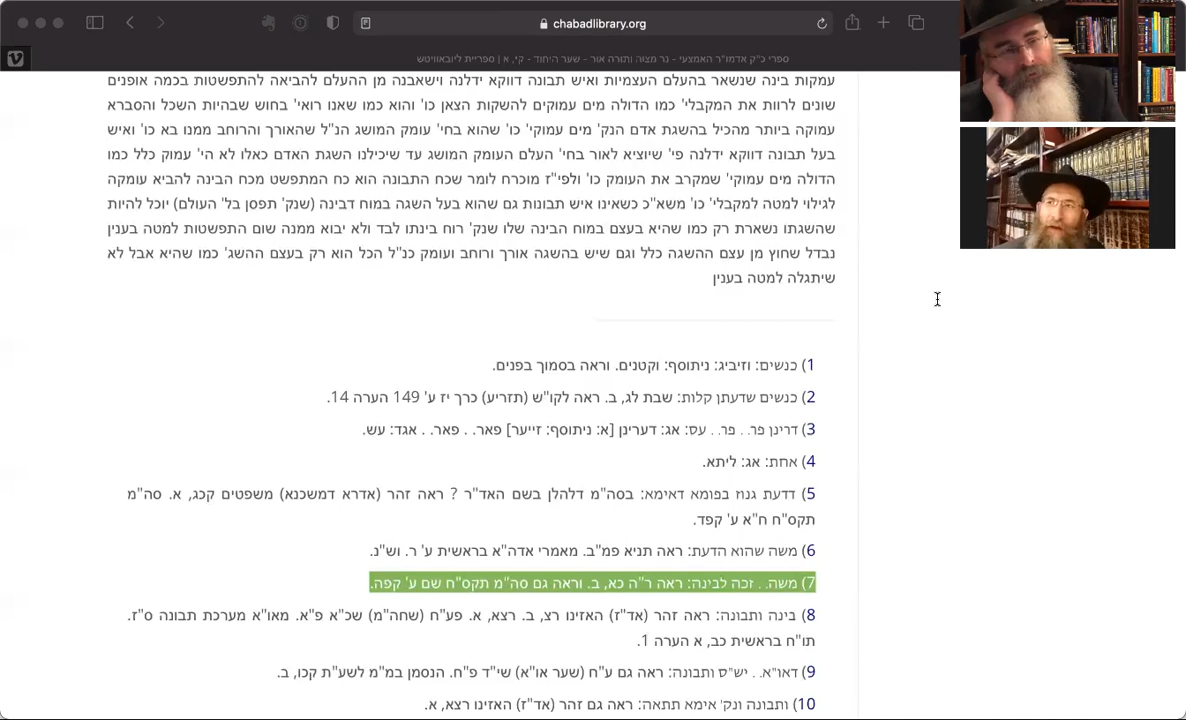 chabadlibrary.org
ספרי כ"ק אדמו"ר האמצעי - נר מצוה ותורה אור - שער היחוד - קי, א | ספריית ליובאוויטש
עמקות בינה שנשאר בהעלם העצמיות ואיש תבונה דווקא ידלנה וישאבנה מן ההעלם להביאה להתפשטות בכמה אופנים
שונים לרוות את המקבלי' כמו הדולה מים עמוקים להשקות הצאן כו' והוא כמו שאנו רואי' בחוש שבהיות השכל והסברא
עמוקה ביותר מהכיל בהשגת אדם הנק' מים עמוקי' כו' שהוא בחי' עומק המושג הנ"ל שהאורך והרוחב ממנו בא כו' ואיש
בעל תבונה דווקא ידלנה פי' שיוציא לאור בחי' העלם העומק המושג עד שיכילנו השגת האדם כאלו לא הי' עמוק כלל כמו
הדולה מים עמוקי' שמקרב את העומק כו' ולפי"ז מוכרח לומר שכח התבונה הוא כח המתפשט מכח הבינה להביא עומקה
לגילוי למטה למקבלי' כו' משא"כ כשאינו איש תבונות גם שהוא בעל השגה במוח דבינה (שנק' תפסן בל' העולם) יוכל להיות
שהשגתו נשארת רק כמו שהיא בעצם במוח הבינה שלו שנק' רוח בינתו לבד ולא יבוא ממנה שום התפשטות למטה בענין
נבדל שחוץ מן עצם ההשגה כלל וגם שיש בהשגה אורך ורוחב ועומק כנ"ל הכל הוא רק בעצם ההשג' כמו שהיא אבל לא
שיתגלה למטה בענין
1) כנשים: וזיביג: ניתוסף: וקטנים. וראה בסמוך בפנים.
2) כנשים שדעתן קלות: שבת לג, ב. ראה לקו"ש (תזריע) כרך יז ע' 149 הערה 14.
3) דרינן פר. . פר. . עס: אג: דערינן [א: ניתוסף: זייער] פאר. . פאר. . אגד: עש.
4) אחת: אג: ליתא.
5) דדעת גנוז בפומא דאימא: בסה"מ דלהלן בשם האד"ר ? ראה זהר (אדרא דמשכנא) משפטים קכג, א. סה"מ
תקס"ח ח"א ע' קפד.
6) משה שהוא הדעת: ראה תניא פמ"ב. מאמרי אדה"א בראשית ע' ר. וש"נ.
7) משה. . זכה לבינה: ראה ר"ה כא, ב. וראה גם סה"מ תקס"ח שם ע' קפה.
8) בינה ותבונה: ראה זהר (אד"ז) האזינו רצ, ב. רצא, א. פע"ח (שחה"מ) שכ"א פ"א. מאו"א מערכת תבונה ס"ז.
תו"ח בראשית כב, א הערה 1.
9) דאו"א. . יש"ס ותבונה: ראה גם ע"ח (שער או"א) שי"ד פ"ח. הנסמן במ"מ לשע"ת קכו, ב.
10) ותבונה ונק' אימא תתאה: ראה גם זהר (אד"ז) האזינו רצא, א.